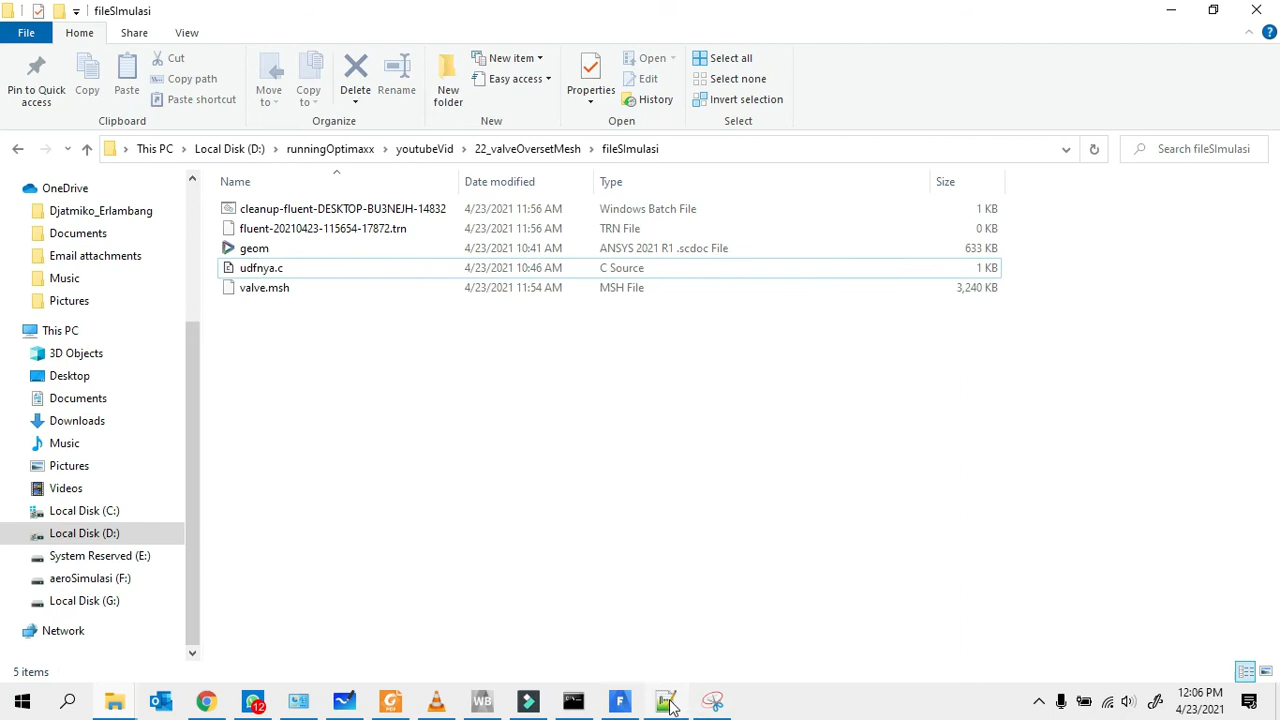 fileSImulasi
File Home Share View
Pin to Quick access
Copy
Paste
Cut
Copy path
Paste shortcut
Clipboard
Move to
Copy to
Delete
Rename
Organize
New folder
New item
Easy access
New
Properties
Open
Edit
History
Open
Select all
Select none
Invert selection
Select
This PC > Local Disk (D:) > runningOptimaxx > youtubeVid > 22_valveOversetMesh > fileSImulasi
Search fileSImulasi
OneDrive
Djatmiko_Erlambang
Documents
Email attachments
Music
Pictures
This PC
3D Objects
Desktop
Documents
Downloads
Music
Pictures
Videos
Local Disk (C:)
Local Disk (D:)
System Reserved (E:)
aeroSimulasi (F:)
Local Disk (G:)
Network
Name Date modified Type Size
cleanup-fluent-DESKTOP-BU3NEJH-14832 4/23/2021 11:56 AM Windows Batch File 1 KB
fluent-20210423-115654-17872.trn 4/23/2021 11:56 AM TRN File 0 KB
geom 4/23/2021 10:41 AM ANSYS 2021 R1 .scdoc File 633 KB
udfnya.c 4/23/2021 10:46 AM C Source 1 KB
valve.msh 4/23/2021 11:54 AM MSH File 3,240 KB
5 items
12
WB
F
12:06 PM
4/23/2021